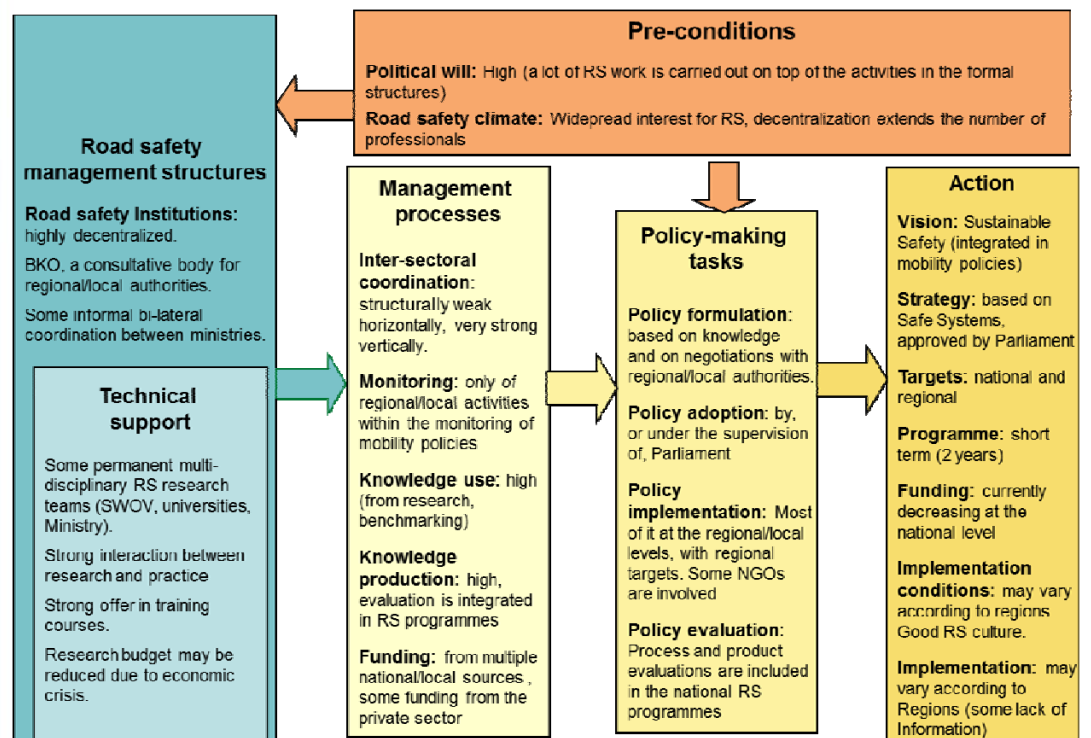 Pre-conditions
Political will: High (a lot of RS work is carried out on top of the activities in the formal
structures)
Road safety climate: Widespread interest for RS, decentralization extends the number of
professionals
Road safety
management structures
Road safety Institutions:
highly decentralized.
BKO, a consultative body for
regional/local authorities.
Some informal bi-lateral
coordination between ministries.
Technical
support
Some permanent multi-
disciplinary RS research
teams (SWOV, universities,
Ministry).
Strong interaction between
research and practice
Strong offer in training
courses.
Research budget may be
reduced due to economic
crisis.
Management
processes
Inter-sectoral
coordination:
structurally weak
horizontally, very strong
vertically.
Monitoring: only of
regional/local activities
within the monitoring of
mobility policies
Knowledge use: high
(from research,
benchmarking)
Knowledge
production: high,
evaluation is integrated
in RS programmes
Funding: from multiple
national/local sources ,
some funding from the
private sector
Policy-making
tasks
Policy formulation:
based on knowledge
and on negotiations with
regional/local authorities.
Policy adoption: by,
or under the supervision
of, Parliament
Policy
implementation: Most
of it at the regional/local
levels, with regional
targets. Some NGOs
are involved
Policy evaluation:
Process and product
evaluations are included
in the national RS
programmes
Action
Vision: Sustainable
Safety (integrated in
mobility policies)
Strategy: based on
Safe Systems,
approved by Parliament
Targets: national and
regional
Programme: short
term (2 years)
Funding: currently
decreasing at the
national level
Implementation
conditions: may vary
according to regions
Good RS culture.
Implementation: may
vary according to
Regions (some lack of
Information)